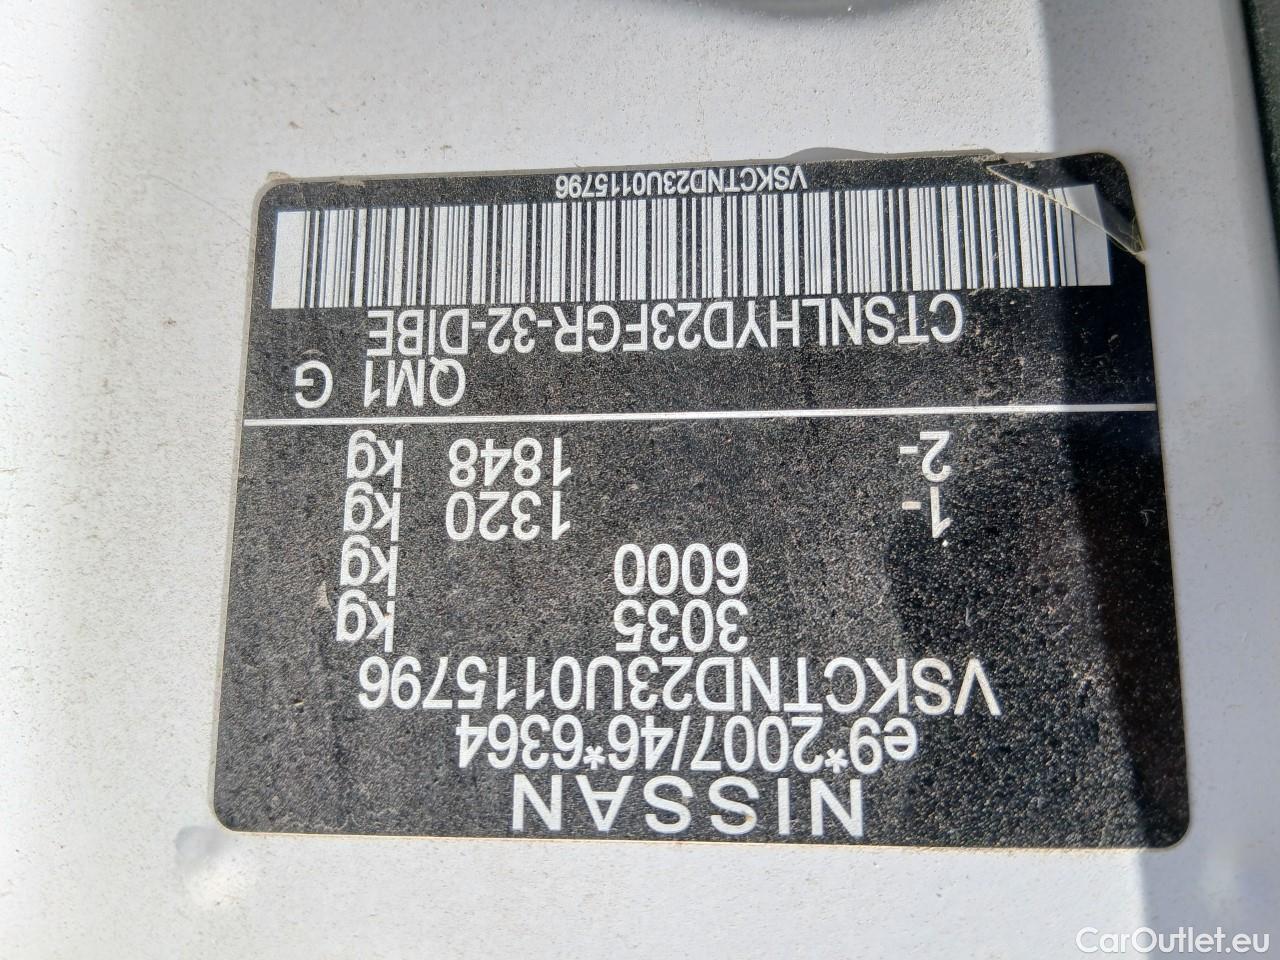 NISSAN
e9*2007/46*6364
VSKCTND23U0115796
3035 kg
6000 kg
1- 1320 kg
2- 1848 kg
QM1 G
CTSNLHYD23FGR-32-DIBE
VSKCTND23U0115796
CarOutlet.eu